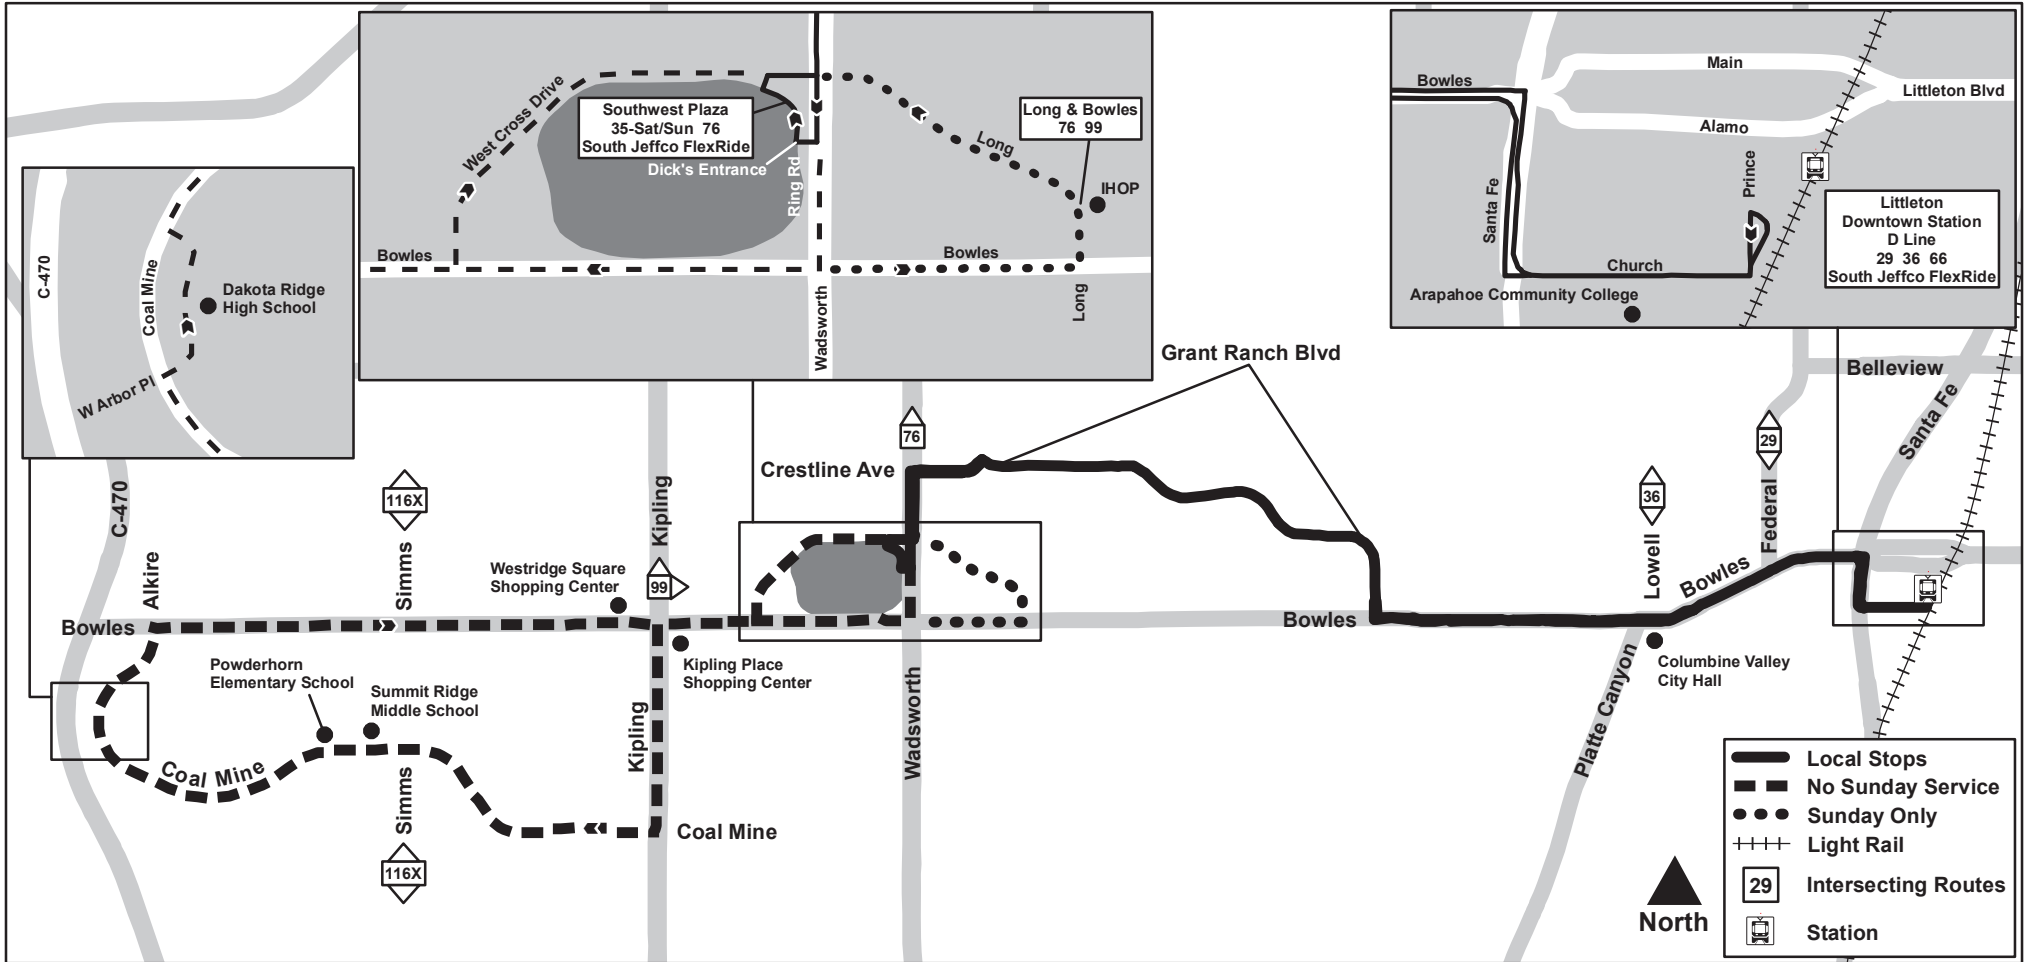 West Cross Drive
Southwest Plaza
35-Sat/Sun 76
South Jeffco FlexRide
Dick's Entrance
Ring Rd
Long
Long & Bowles
76 99
IHOP
Bowles
Bowles
Wadsworth
Long
Bowles
Main
Littleton Blvd
Alamo
Santa Fe
Prince
Church
Arapahoe Community College
Littleton
Downtown Station
D Line
29 36 66
South Jeffco FlexRide
C-470
Coal Mine
Dakota Ridge
High School
W Arbor Pl
Grant Ranch Blvd
Belleview
Santa Fe
76
29
Crestline Ave
36
116X
C-470
Kipling
Federal
Alkire
Simms
Westridge Square
Shopping Center
99
Lowell
Bowles
Bowles
Bowles
Powderhorn
Elementary School
Summit Ridge
Middle School
Kipling Place
Shopping Center
Columbine Valley
City Hall
Kipling
Wadsworth
Platte Canyon
Coal Mine
Simms
Coal Mine
116X
North
Local Stops
No Sunday Service
Sunday Only
Light Rail
29
Intersecting Routes
Station